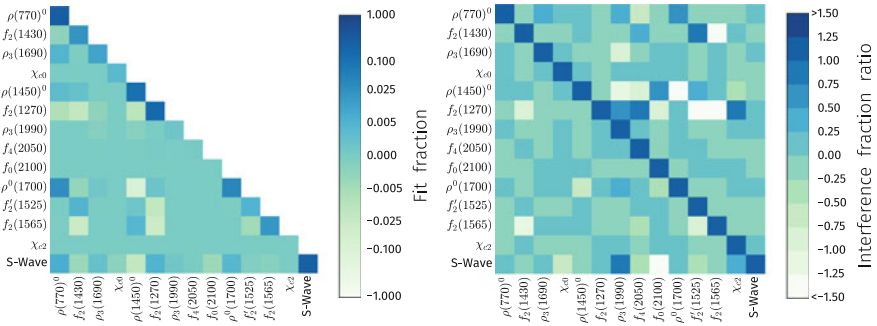 ρ(770)⁰
f₂(1430)
ρ₃(1690)
χc0
ρ(1450)⁰
f₂(1270)
ρ₃(1990)
f₄(2050)
f₀(2100)
ρ⁰(1700)
f₂′(1525)
f₂(1565)
χc2
S-Wave
ρ(770)⁰
f₂(1430)
ρ₃(1690)
χc0
ρ(1450)⁰
f₂(1270)
ρ₃(1990)
f₄(2050)
f₀(2100)
ρ⁰(1700)
f₂′(1525)
f₂(1565)
χc2
S-Wave
1.000
0.100
0.025
0.005
0.000
−0.005
−0.025
−0.100
−1.000
Fit fraction
ρ(770)⁰
f₂(1430)
ρ₃(1690)
χc0
ρ(1450)⁰
f₂(1270)
ρ₃(1990)
f₄(2050)
f₀(2100)
ρ⁰(1700)
f₂′(1525)
f₂(1565)
χc2
S-Wave
ρ(770)⁰
f₂(1430)
ρ₃(1690)
χc0
ρ(1450)⁰
f₂(1270)
ρ₃(1990)
f₄(2050)
f₀(2100)
ρ⁰(1700)
f₂′(1525)
f₂(1565)
χc2
S-Wave
>1.50
1.25
1.00
0.75
0.50
0.25
0.00
−0.25
−0.50
−0.75
−1.00
−1.25
<−1.50
Interference fraction ratio